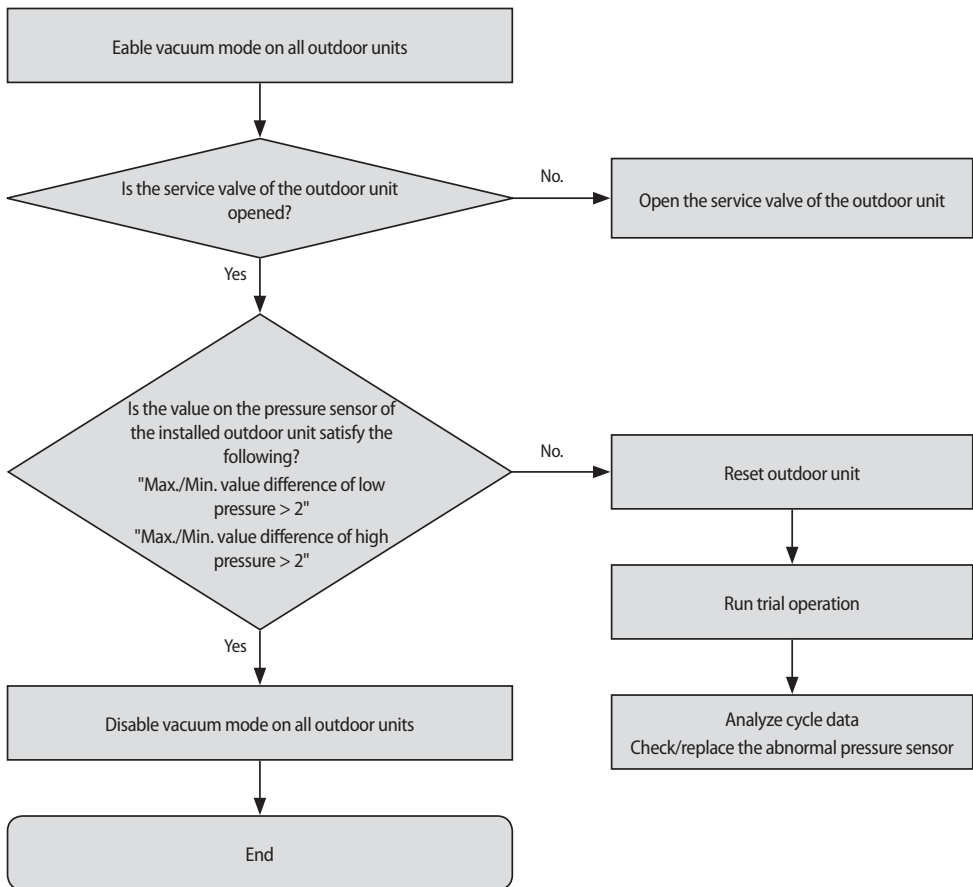 Eable vacuum mode on all outdoor units
Is the service valve of the outdoor unit
opened?
No.
Open the service valve of the outdoor unit
Yes
Is the value on the pressure sensor of
the installed outdoor unit satisfy the
following?
"Max./Min. value difference of low
pressure > 2"
"Max./Min. value difference of high
pressure > 2"
No.
Reset outdoor unit
Run trial operation
Analyze cycle data
Check/replace the abnormal pressure sensor
Yes
Disable vacuum mode on all outdoor units
End